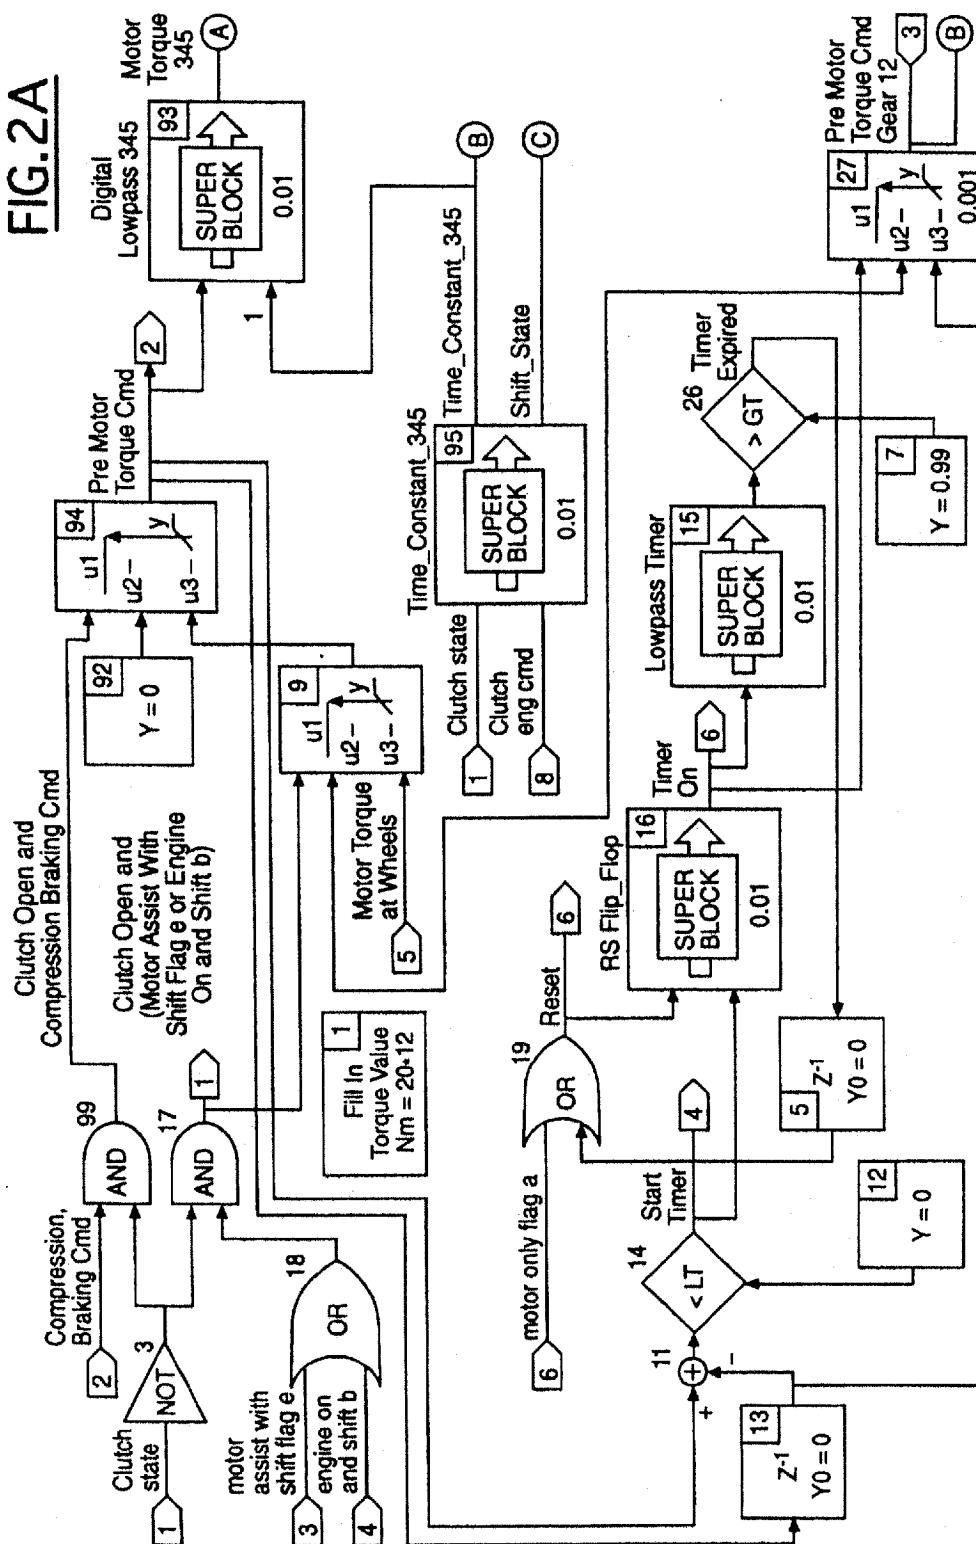 FIG.2A
Compression,
Braking Cmd
2
Clutch
state
1
3
NOT
99
AND
17
AND
1
Clutch Open and
Compression Braking Cmd
Clutch Open and
(Motor Assist With
Shift Flag e or Engine
On and Shift b)
motor
assist with
shift flag e
3
engine on
and shift b
4
18
OR
1
Fill In
Torque Value
Nm = 20*12
92
Y = 0
94
u1
u2
u3
y
Pre Motor
Torque Cmd
2
Digital
Lowpass 345
93
SUPER
BLOCK
0.01
1
Motor
Torque
345
A
9
u1
u2
u3
y
Motor Torque
at Wheels
5
Clutch state
1
Clutch
eng cmd
8
Time_Constant_345
95
SUPER
BLOCK
0.01
Time_Constant_345
B
Shift_State
C
motor only flag a
6
19
OR
Reset
6
RS Flip_Flop
16
SUPER
BLOCK
0.01
Timer
On
6
Lowpass Timer
15
SUPER
BLOCK
0.01
26
Timer
Expired
> GT
7
Y = 0.99
27
u1
u2
u3
y
0.001
Pre Motor
Torque Cmd
Gear 12
3
B
13
Z-1
Y0 = 0
11
+
+
-
14
< LT
Start
Timer
4
12
Y = 0
5
Z-1
Y0 = 0